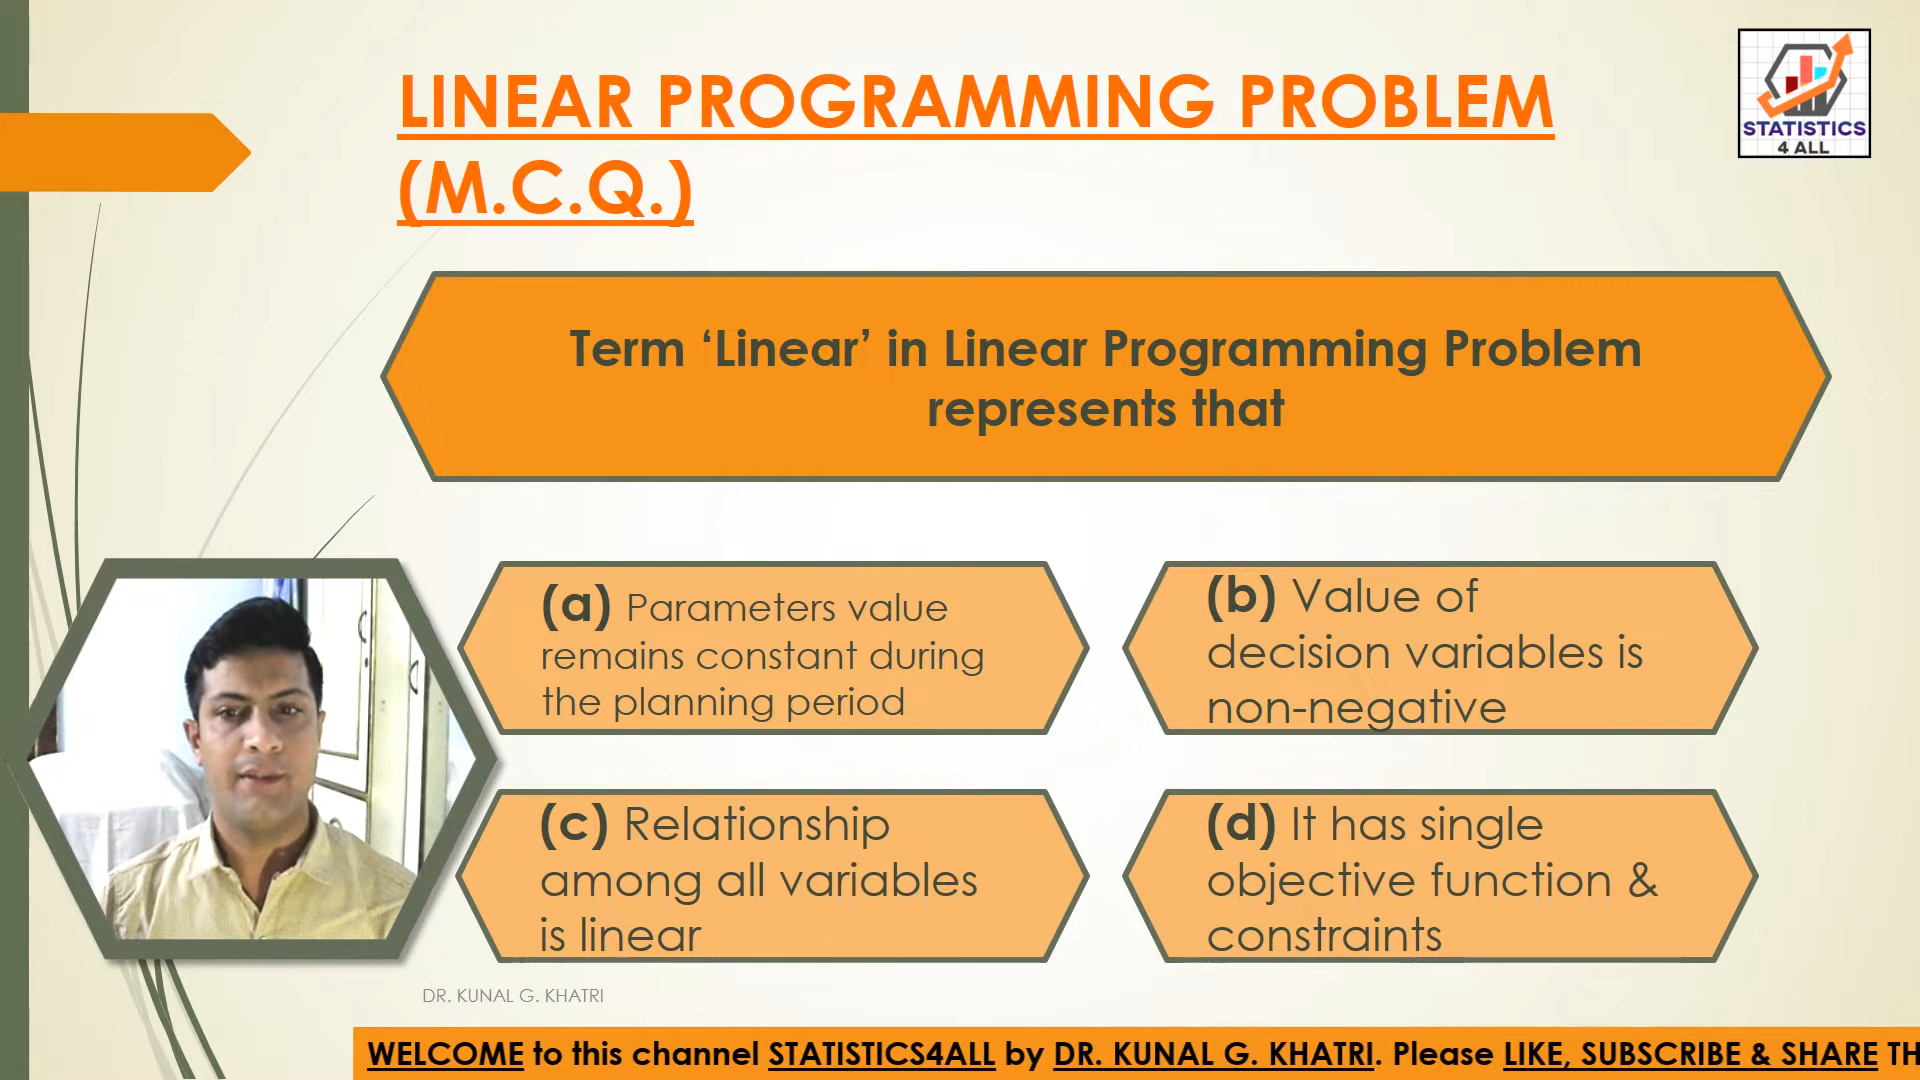 LINEAR PROGRAMMING PROBLEM
(M.C.Q.)
STATISTICS
4 ALL
Term ‘Linear’ in Linear Programming Problem
represents that
(a) Parameters value
remains constant during
the planning period
(b) Value of
decision variables is
non-negative
(c) Relationship
among all variables
is linear
(d) It has single
objective function &
constraints
DR. KUNAL G. KHATRI
WELCOME to this channel STATISTICS4ALL by DR. KUNAL G. KHATRI. Please LIKE, SUBSCRIBE & SHARE TH